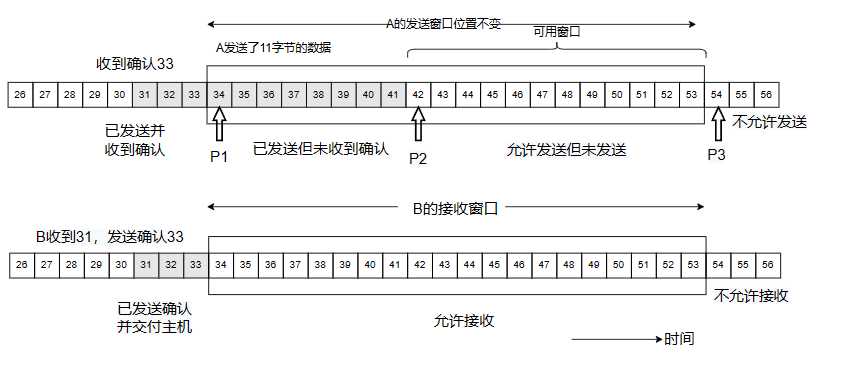 A的发送窗口位置不变
A发送了11字节的数据
可用窗口
收到确认33
26 27 28 29 30 31 32 33 34 35 36 37 38 39 40 41 42 43 44 45 46 47 48 49 50 51 52 53 54 55 56
不允许发送
已发送并
收到确认
P1
已发送但未收到确认
P2
允许发送但未发送
P3
B的接收窗口
B收到31，发送确认33
26 27 28 29 30 31 32 33 34 35 36 37 38 39 40 41 42 43 44 45 46 47 48 49 50 51 52 53 54 55 56
不允许接收
已发送确认
并交付主机
允许接收
时间